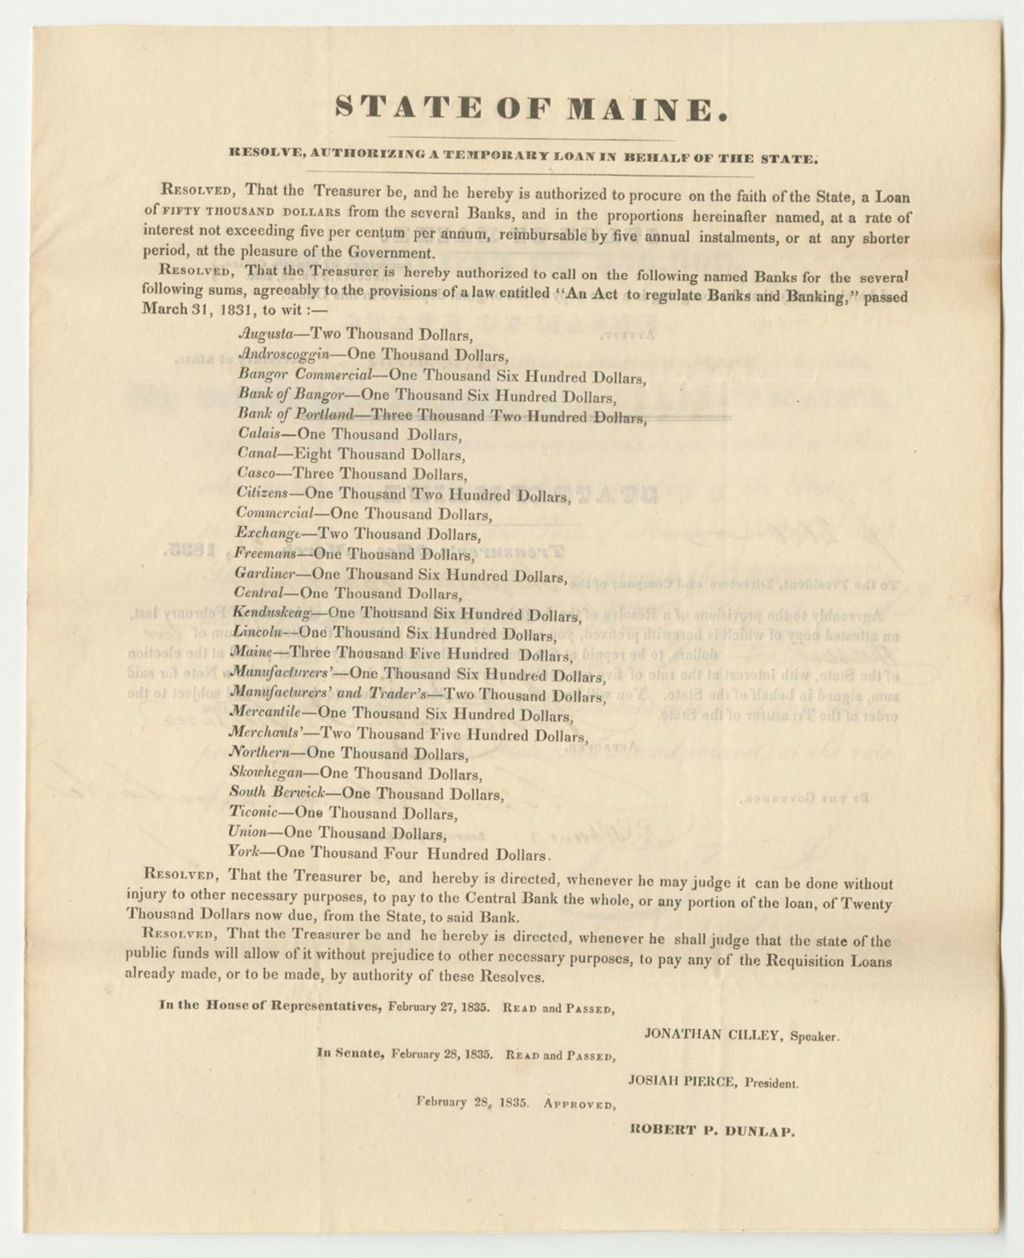 STATE OF MAINE.
RESOLVE, AUTHORIZING A TEMPORARY LOAN IN BEHALF OF THE STATE.
RESOLVED, That the Treasurer be, and he hereby is authorized to procure on the faith of the State, a Loan
of FIFTY THOUSAND DOLLARS from the several Banks, and in the proportions hereinafter named, at a rate of
interest not exceeding five per centum per annum, reimbursable by five annual instalments, or at any shorter
period, at the pleasure of the Government.
RESOLVED, That the Treasurer is hereby authorized to call on the following named Banks for the several
following sums, agreeably to the provisions of a law entitled "An Act to regulate Banks and Banking," passed
March 31, 1831, to wit :—
Augusta—Two Thousand Dollars,
Androscoggin—One Thousand Dollars,
Bangor Commercial—One Thousand Six Hundred Dollars,
Bank of Bangor—One Thousand Six Hundred Dollars,
Bank of Portland—Three Thousand Two Hundred Dollars,
Calais—One Thousand Dollars,
Canal—Eight Thousand Dollars,
Casco—Three Thousand Dollars,
Citizens—One Thousand Two Hundred Dollars,
Commercial—One Thousand Dollars,
Exchange—Two Thousand Dollars,
Freemans—One Thousand Dollars,
Gardiner—One Thousand Six Hundred Dollars,
Central—One Thousand Dollars,
Kenduskeag—One Thousand Six Hundred Dollars,
Lincoln—One Thousand Six Hundred Dollars,
Maine—Three Thousand Five Hundred Dollars,
Manufacturers'—One Thousand Six Hundred Dollars,
Manufacturers' and Trader's—Two Thousand Dollars,
Mercantile—One Thousand Six Hundred Dollars,
Merchants'—Two Thousand Five Hundred Dollars,
Northern—One Thousand Dollars,
Skowhegan—One Thousand Dollars,
South Berwick—One Thousand Dollars,
Ticonic—One Thousand Dollars,
Union—One Thousand Dollars,
York—One Thousand Four Hundred Dollars.
RESOLVED, That the Treasurer be, and hereby is directed, whenever he may judge it can be done without
injury to other necessary purposes, to pay to the Central Bank the whole, or any portion of the loan, of Twenty
Thousand Dollars now due, from the State, to said Bank.
RESOLVED, That the Treasurer be and he hereby is directed, whenever he shall judge that the state of the
public funds will allow of it without prejudice to other necessary purposes, to pay any of the Requisition Loans
already made, or to be made, by authority of these Resolves.
In the House of Representatives, February 27, 1835. READ and PASSED,
JONATHAN CILLEY, Speaker.
In Senate, February 28, 1835. READ and PASSED,
JOSIAH PIERCE, President.
February 28, 1835. APPROVED,
ROBERT P. DUNLAP.